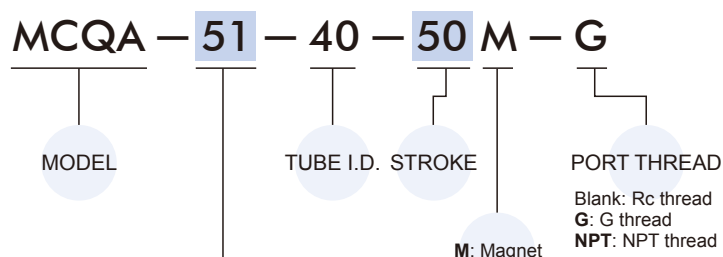 MCQA — 51 — 40 — 50 M — G
MODEL TUBE I.D. STROKE PORT THREAD
Blank: Rc thread
G: G thread
NPT: NPT thread
M: Magnet